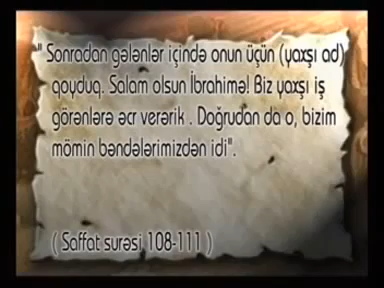 " Sonradan gələnlər içində onun üçün (yaxşı ad)
qoyduq. Salam olsun İbrahimə! Biz yaxşı iş
görənlərə əcr verərik . Doğrudan da o, bizim
mömin bəndələrimizdən idi".
( Saffat surəsi 108-111 )